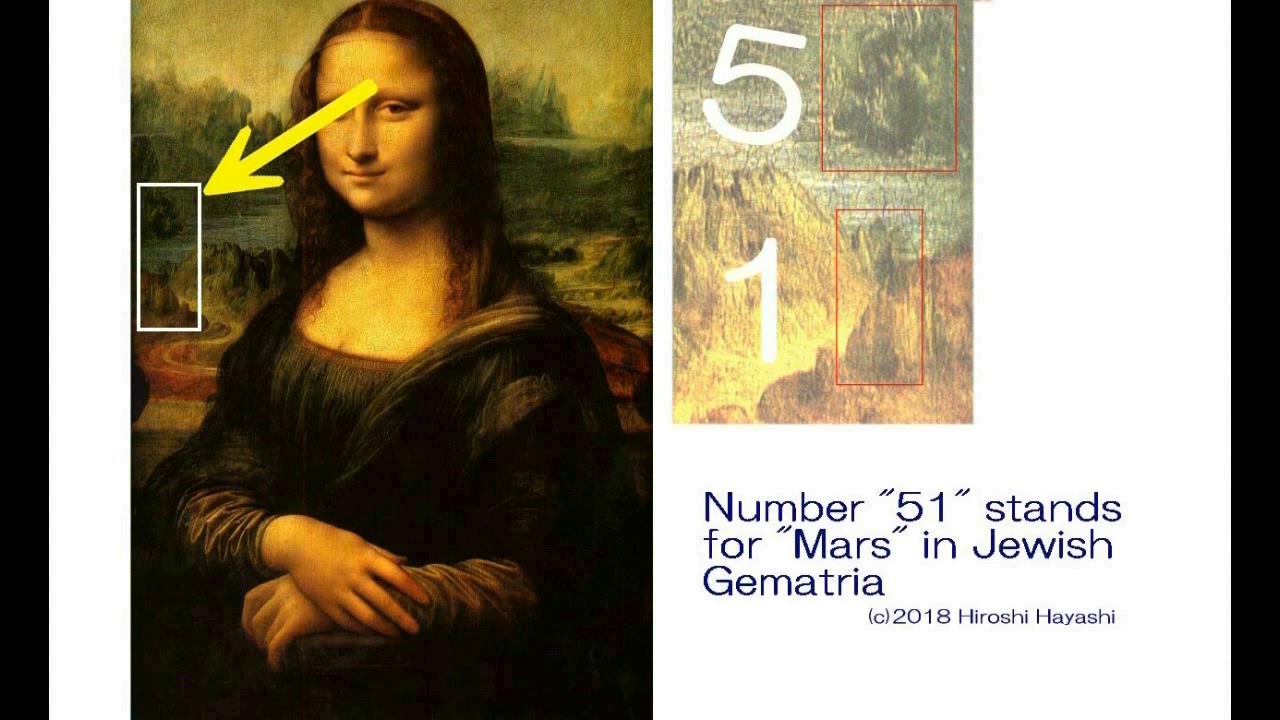 5
1
Number "51" stands
for "Mars" in Jewish
Gematria
(c)2018 Hiroshi Hayashi